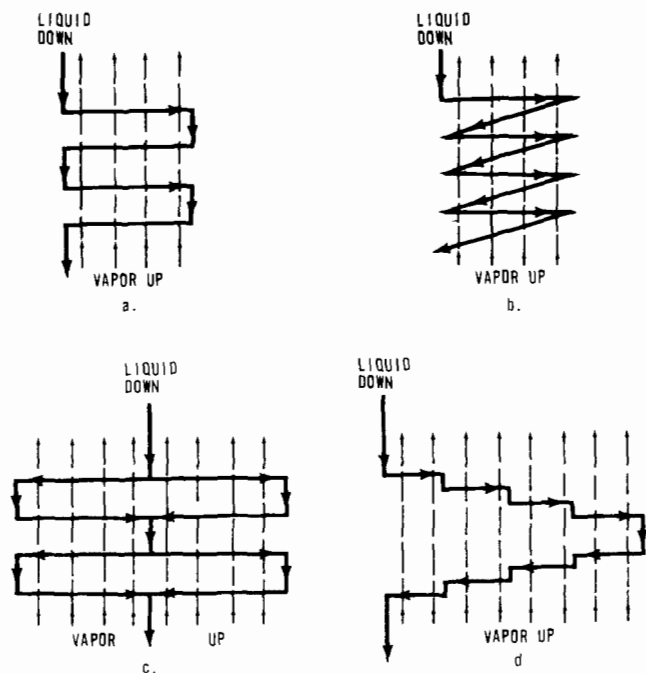 LIQUID
DOWN
VAPOR UP
a.
LIQUID
DOWN
VAPOR UP
b.
LIQUID
DOWN
VAPOR UP
c.
LIQUID
DOWN
VAPOR UP
d